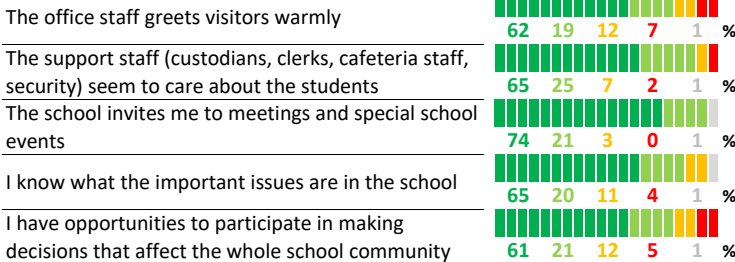 The office staff greets visitors warmly
62 19 12 7 1 %
The support staff (custodians, clerks, cafeteria staff,
security) seem to care about the students
65 25 7 2 1 %
The school invites me to meetings and special school
events
74 21 3 0 1 %
I know what the important issues are in the school
65 20 11 4 1 %
I have opportunities to participate in making
decisions that affect the whole school community
61 21 12 5 1 %